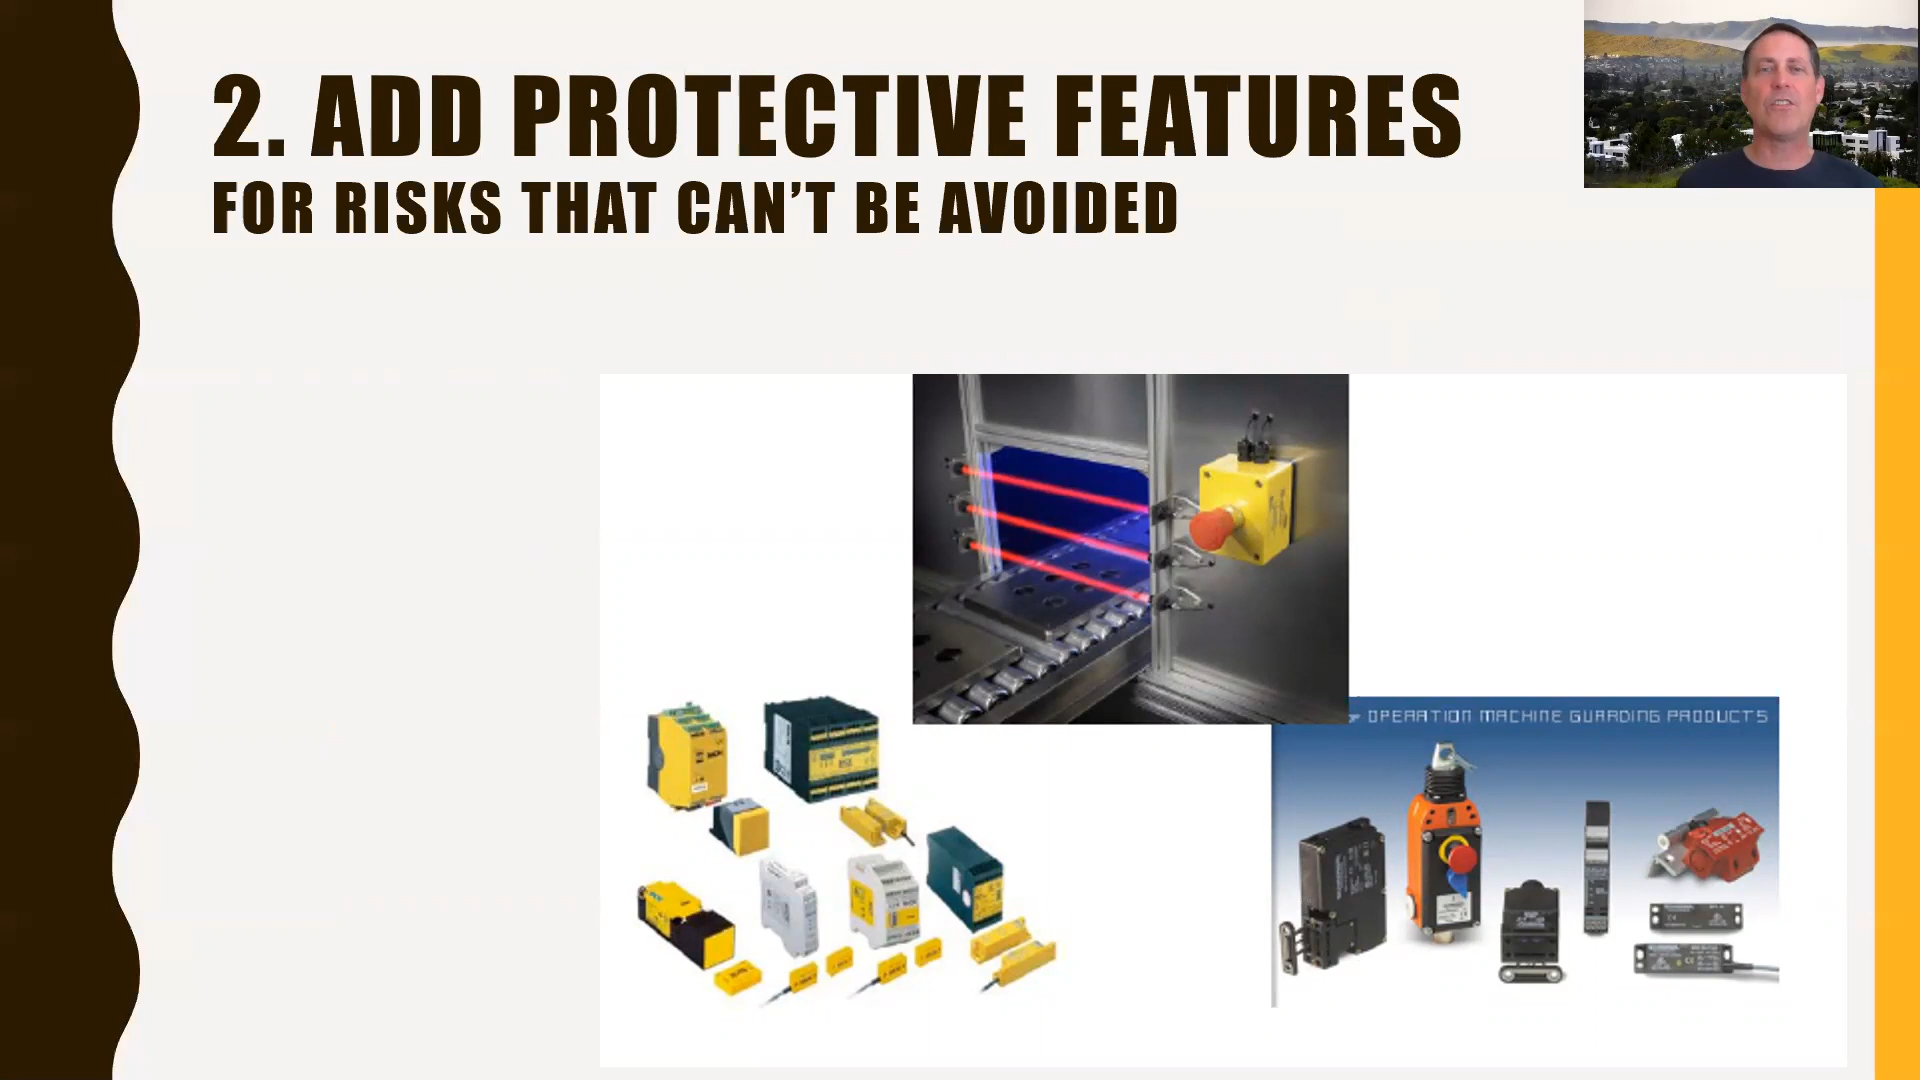 2. ADD PROTECTIVE FEATURES
FOR RISKS THAT CAN’T BE AVOIDED
OPERATION MACHINE GUARDING PRODUCTS